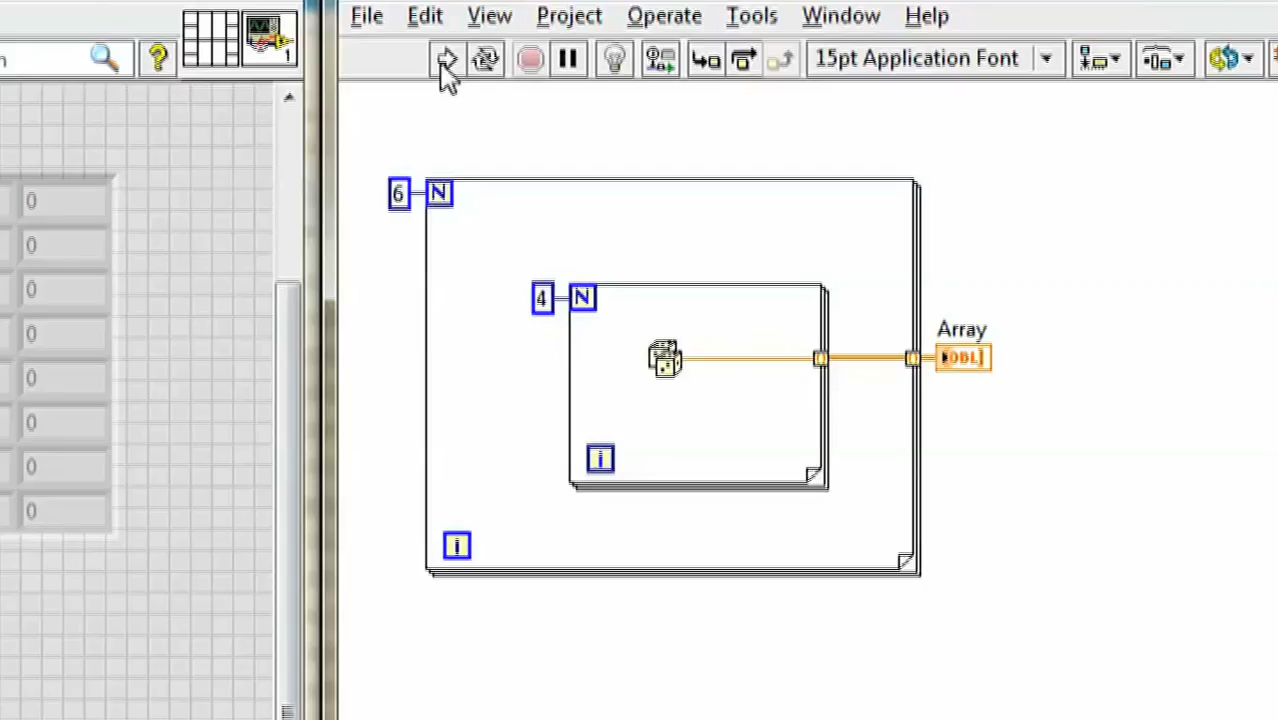 File Edit View Project Operate Tools Window Help
n ? 1 15pt Application Font
6 N
4 N
Array
DBL
i
i
0
0
0
0
0
0
0
0